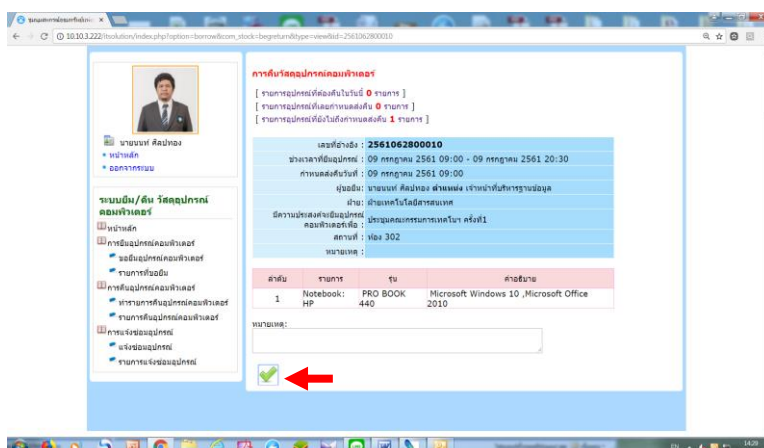 10.10.3.222/itsolution/index.php?option=borrow&com_stock=begreturn&type=view&id=2561062800010
นายนนท์ ศิลปทอง
หน้าหลัก
ออกจากระบบ
ระบบยืม/คืน วัสดุอุปกรณ์
คอมพิวเตอร์
หน้าหลัก
การยืมอุปกรณ์คอมพิวเตอร์
ขอยืมอุปกรณ์คอมพิวเตอร์
รายการที่ขอยืม
การคืนอุปกรณ์คอมพิวเตอร์
ทำรายการคืนอุปกรณ์คอมพิวเตอร์
รายการคืนอุปกรณ์คอมพิวเตอร์
การแจ้งซ่อมอุปกรณ์
แจ้งซ่อมอุปกรณ์
รายการแจ้งซ่อมอุปกรณ์
การคืนวัสดุอุปกรณ์คอมพิวเตอร์
[ รายการอุปกรณ์ที่ต้องคืนในวันนี้ 0 รายการ ]
[ รายการอุปกรณ์ที่เลยกำหนดส่งคืน 0 รายการ ]
[ รายการอุปกรณ์ที่ยังไม่ถึงกำหนดส่งคืน 1 รายการ ]
เลขที่อ้างอิง : 2561062800010
ช่วงเวลาที่ยืมอุปกรณ์ : 09 กรกฎาคม 2561 09:00 - 09 กรกฎาคม 2561 20:30
กำหนดส่งคืนวันที่ : 09 กรกฎาคม 2561 09:00
ผู้ขอยืม: นายนนท์ ศิลปทอง ตำแหน่ง เจ้าหน้าที่บริหารฐานข้อมูล
ฝ่าย: ฝ่ายเทคโนโลยีสารสนเทศ
มีความประสงค์จะยืมอุปกรณ์
คอมพิวเตอร์เพื่อ : ประชุมคณะกรรมการเทคโนฯ ครั้งที่1
สถานที่ : ห้อง 302
หมายเหตุ :
ลำดับ รายการ รุ่น คำอธิบาย
1 Notebook: HP PRO BOOK 440 Microsoft Windows 10 ,Microsoft Office 2010
หมายเหตุ:
EN 14:29